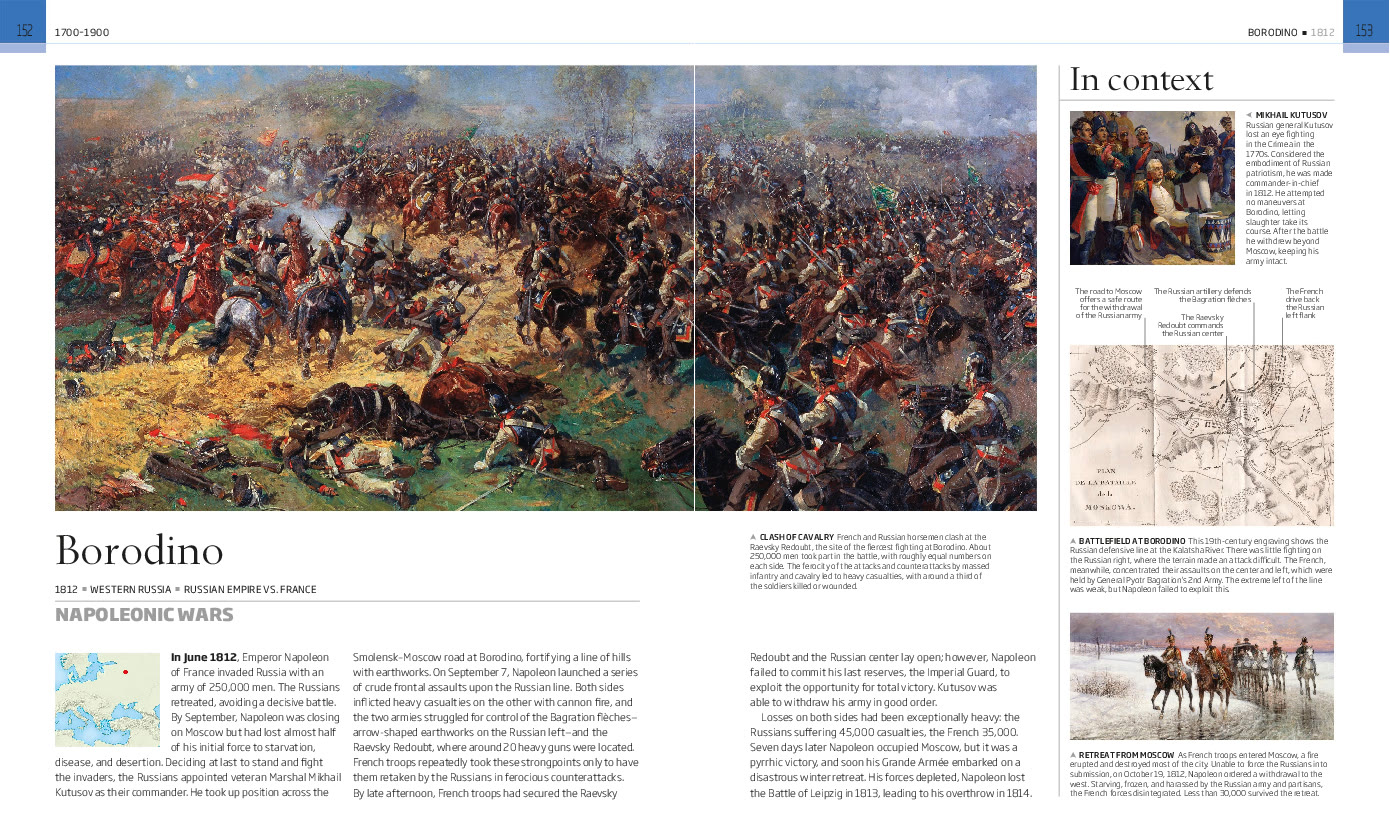 152
1700–1900
BORODINO ■ 1812
153
Borodino
1812 ■ WESTERN RUSSIA ■ RUSSIAN EMPIRE VS. FRANCE
NAPOLEONIC WARS
In June 1812, Emperor Napoleon
of France invaded Russia with an
army of 250,000 men. The Russians
retreated, avoiding a decisive battle.
By September, Napoleon was closing
on Moscow but had lost almost half
of his initial force to starvation,
disease, and desertion. Deciding at last to stand and fight
the invaders, the Russians appointed veteran Marshal Mikhail
Kutusov as their commander. He took up position across the
Smolensk–Moscow road at Borodino, fortifying a line of hills
with earthworks. On September 7, Napoleon launched a series
of crude frontal assaults upon the Russian line. Both sides
inflicted heavy casualties on the other with cannon fire, and
the two armies struggled for control of the Bagration flèches—
arrow-shaped earthworks on the Russian left—and the
Raevsky Redoubt, where around 20 heavy guns were located.
French troops repeatedly took these strongpoints only to have
them retaken by the Russians in ferocious counterattacks.
By late afternoon, French troops had secured the Raevsky
▲ CLASH OF CAVALRY French and Russian horsemen clash at the
Raevsky Redoubt, the site of the fiercest fighting at Borodino. About
250,000 men took part in the battle, with roughly equal numbers on
each side. The ferocity of the attacks and counterattacks by massed
infantry and cavalry led to heavy casualties, with around a third of
the soldiers killed or wounded.
Redoubt and the Russian center lay open; however, Napoleon
failed to commit his last reserves, the Imperial Guard, to
exploit the opportunity for total victory. Kutusov was
able to withdraw his army in good order.
Losses on both sides had been exceptionally heavy: the
Russians suffering 45,000 casualties, the French 35,000.
Seven days later Napoleon occupied Moscow, but it was a
pyrrhic victory, and soon his Grande Armée embarked on a
disastrous winter retreat. His forces depleted, Napoleon lost
the Battle of Leipzig in 1813, leading to his overthrow in 1814.
In context
◀ MIKHAIL KUTUSOV
Russian general Kutusov
lost an eye fighting
in the Crimea in the
1770s. Considered the
embodiment of Russian
patriotism, he was made
commander-in-chief
in 1812. He attempted
no maneuvers at
Borodino, letting
slaughter take its
course. After the battle
he withdrew beyond
Moscow, keeping his
army intact.
The road to Moscow
offers a safe route
for the withdrawal
of the Russian army
The Russian artillery defends
the Bagration flèches
The Raevsky
Redoubt commands
the Russian center
The French
drive back
the Russian
left flank
PLAN
DE LA BATAILLE
de la
MOSKOWA.
▲ BATTLEFIELD AT BORODINO This 19th-century engraving shows the
Russian defensive line at the Kalatsha River. There was little fighting on
the Russian right, where the terrain made an attack difficult. The French,
meanwhile, concentrated their assaults on the center and left, which were
held by General Pyotr Bagration's 2nd Army. The extreme left of the line
was weak, but Napoleon failed to exploit this.
▲ RETREAT FROM MOSCOW As French troops entered Moscow, a fire
erupted and destroyed most of the city. Unable to force the Russians into
submission, on October 19, 1812, Napoleon ordered a withdrawal to the
west. Starving, frozen, and harassed by the Russian army and partisans,
the French forces disintegrated. Less than 30,000 survived the retreat.